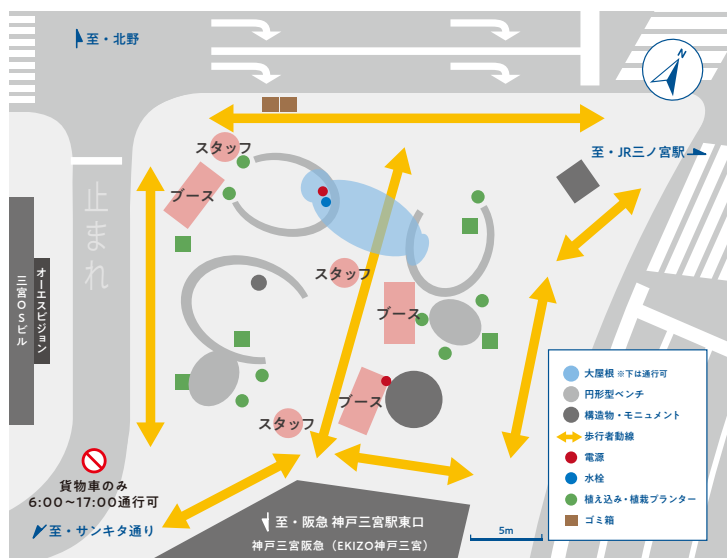 至・北野
N
スタッフ
至・JR三ノ宮駅
ブース
止まれ
オーエスビジョン
三宮OSビル
スタッフ
ブース
ブース
スタッフ
大屋根 ※下は通行可
円形型ベンチ
構造物・モニュメント
歩行者動線
電源
水栓
植え込み・植栽プランター
ゴミ箱
貨物車のみ
6:00〜17:00通行可
至・サンキタ通り
至・阪急 神戸三宮駅東口
神戸三宮阪急（EKIZO神戸三宮）
5m